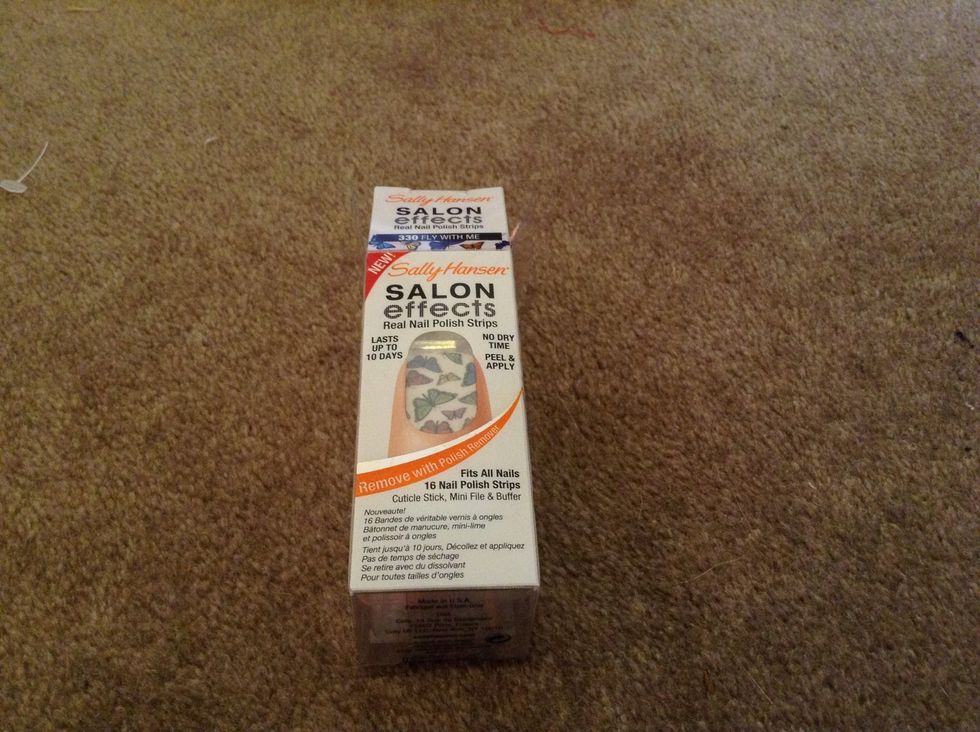 Sally Hansen
SALON
effects
Real Nail Polish Strips
330 FLY WITH ME
NEW!
Sally Hansen
SALON
effects
Real Nail Polish Strips
LASTS
UP TO
10 DAYS
NO DRY
TIME
PEEL &
APPLY
Remove with Polish Remover
Fits All Nails
16 Nail Polish Strips
Cuticle Stick, Mini File & Buffer
Nouveauté!
16 Bandes de véritable vernis à ongles
Bâtonnet de manucure, mini-lime
et polissoir à ongles
Tient jusqu'à 10 jours, Décollez et appliquez
Pas de temps de séchage
Se retire avec du dissolvant
Pour toutes tailles d'ongles
Made in U.S.A.